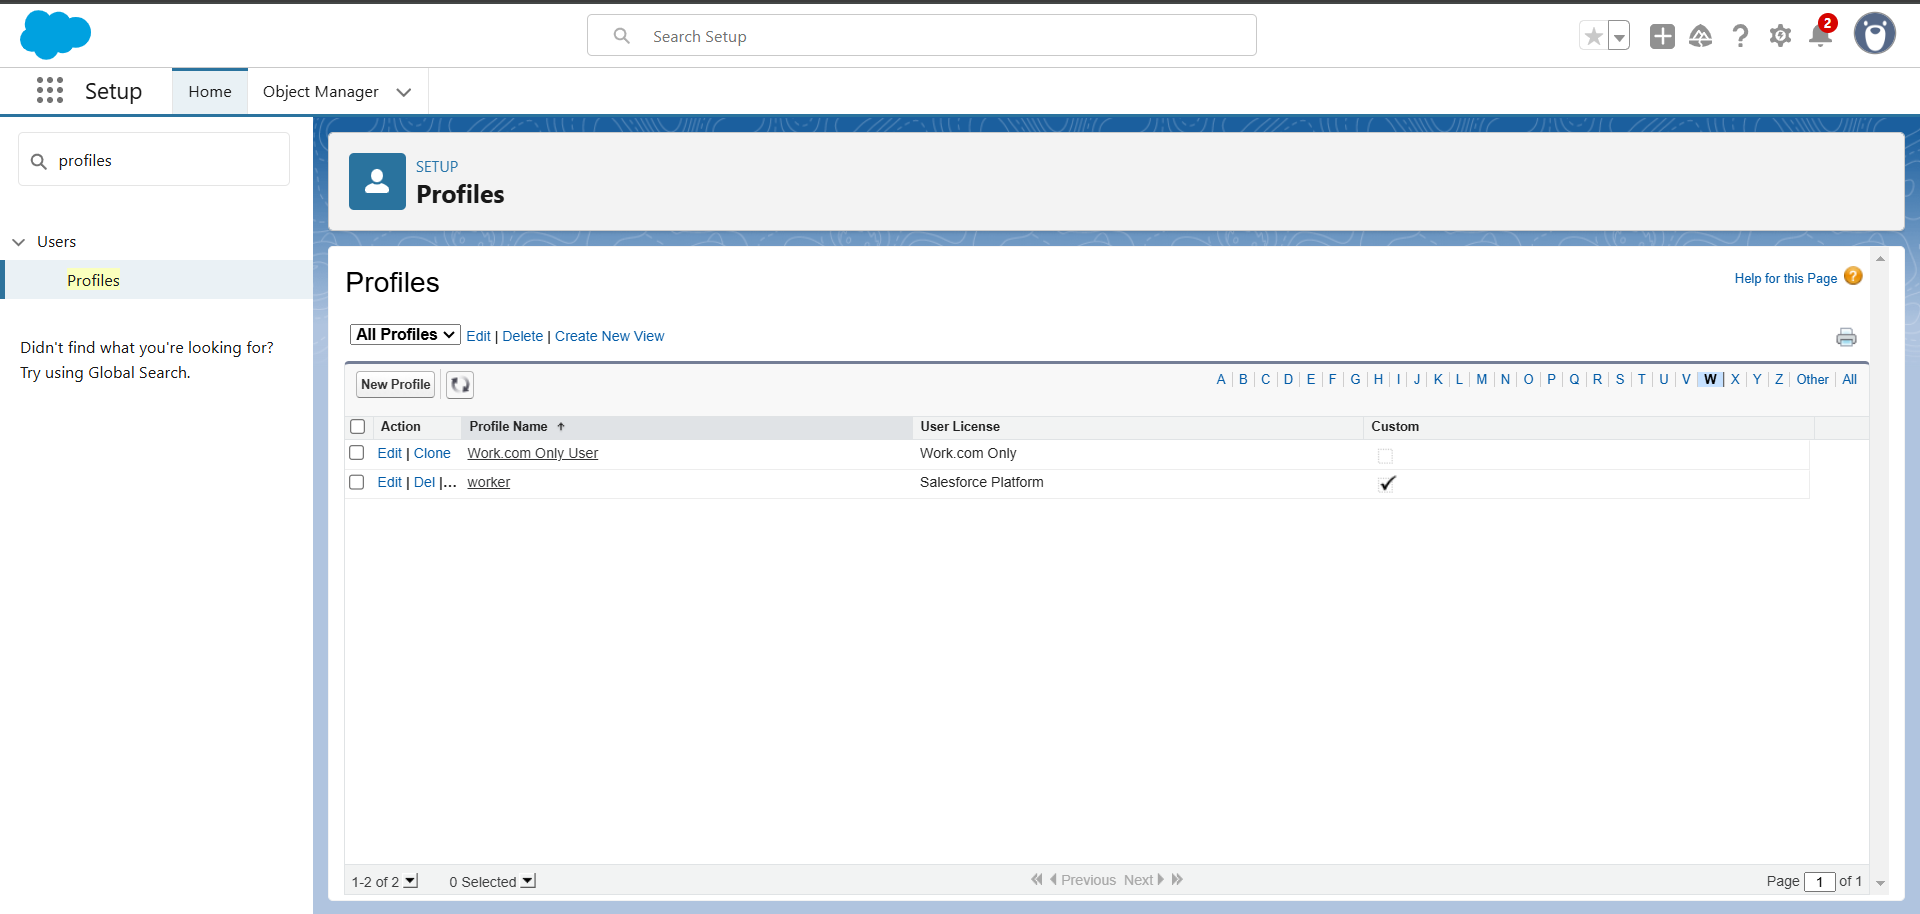 Search Setup
2
Setup
Home
Object Manager
profiles
Users
Profiles
Didn't find what you're looking for?
Try using Global Search.
SETUP
Profiles
Profiles
Help for this Page ?
All Profiles Edit | Delete | Create New View
New Profile
A | B | C | D | E | F | G | H | I | J | K | L | M | N | O | P | Q | R | S | T | U | V | W | X | Y | Z | Other | All
Action Profile Name User License Custom
Edit | Clone Work.com Only User Work.com Only
Edit | Del |... worker Salesforce Platform
1-2 of 2 0 Selected Previous Next Page 1 of 1